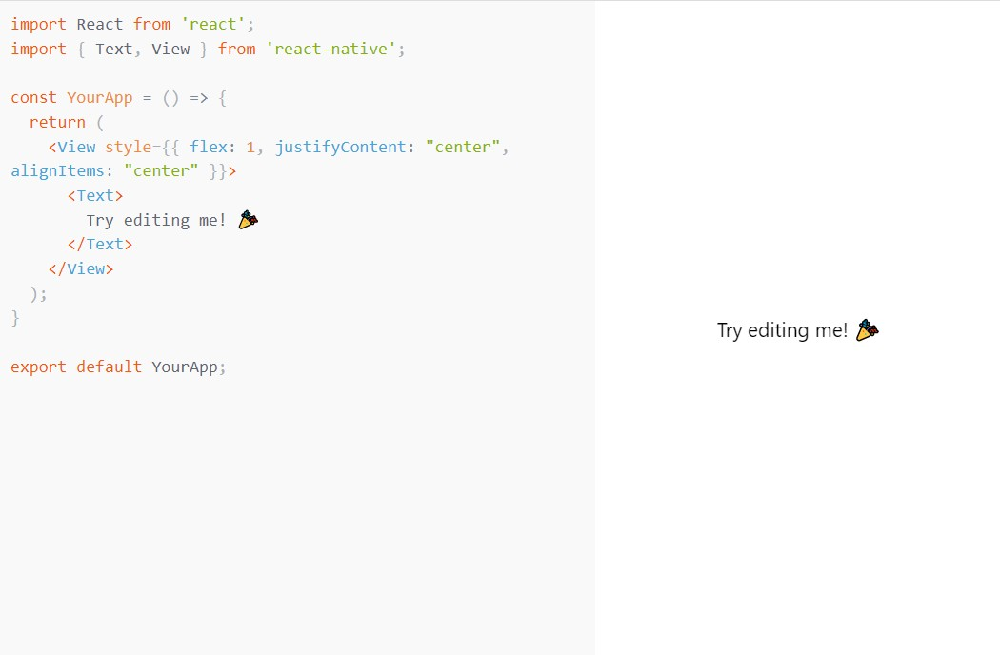 import React from 'react';
import { Text, View } from 'react-native';
const YourApp = () => {
  return (
    <View style={{ flex: 1, justifyContent: "center",
alignItems: "center" }}>
      <Text>
        Try editing me! 🎉
      </Text>
    </View>
  );
}
export default YourApp;
Try editing me! 🎉